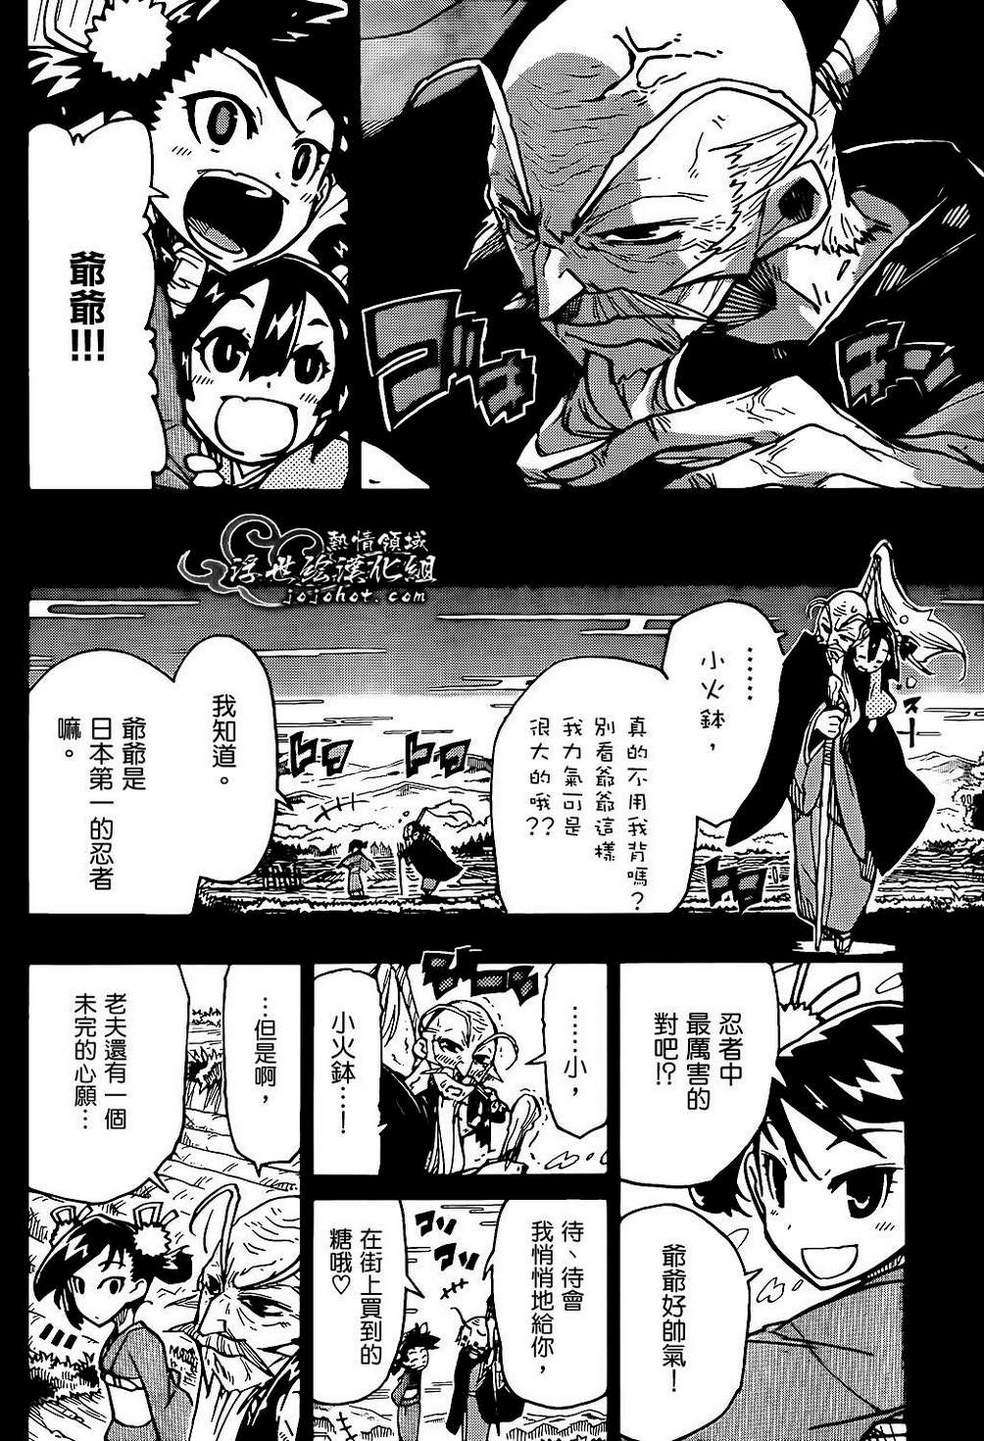 爺爺!!!
熱情領域
浮世繪漢化組
jojohot.com
……
小火鉢，
真的不用我背嗎？
別看爺爺這樣
我力氣可是
很大的哦??
我知道。
爺爺是
日本第一的忍者
嘛。
忍者中
最厲害的
對吧!?
爺爺好帥氣！
……小，
小火鉢…！
待、待會
我悄悄地給你，
在街上買到的
糖哦♡
…但是啊，
老夫還有一個
未完的心願…